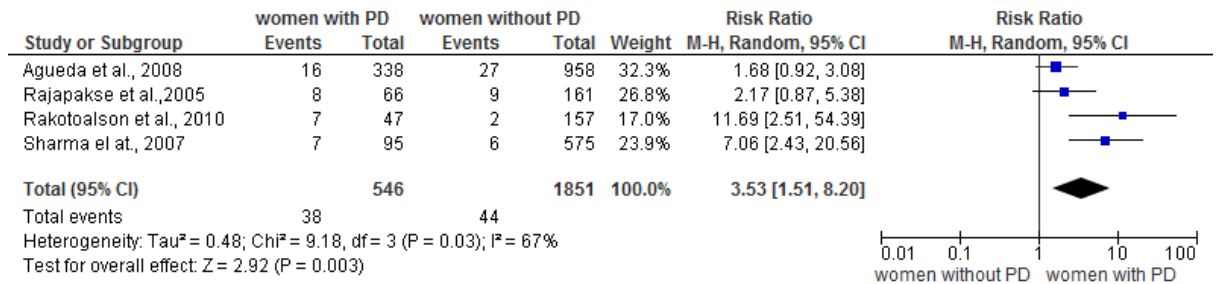 women with PD women without PD Risk Ratio Risk Ratio
Study or Subgroup Events Total Events Total Weight M-H, Random, 95% CI M-H, Random, 95% CI
Agueda et al., 2008 16 338 27 958 32.3% 1.68 [0.92, 3.08]
Rajapakse et al.,2005 8 66 9 161 26.8% 2.17 [0.87, 5.38]
Rakotoalson et al., 2010 7 47 2 157 17.0% 11.69 [2.51, 54.39]
Sharma el at., 2007 7 95 6 575 23.9% 7.06 [2.43, 20.56]
Total (95% CI) 546 1851 100.0% 3.53 [1.51, 8.20]
Total events 38 44
Heterogeneity: Tau² = 0.48; Chi² = 9.18, df = 3 (P = 0.03); I² = 67%
Test for overall effect: Z = 2.92 (P = 0.003)
0.01 0.1 1 10 100
women without PD women with PD